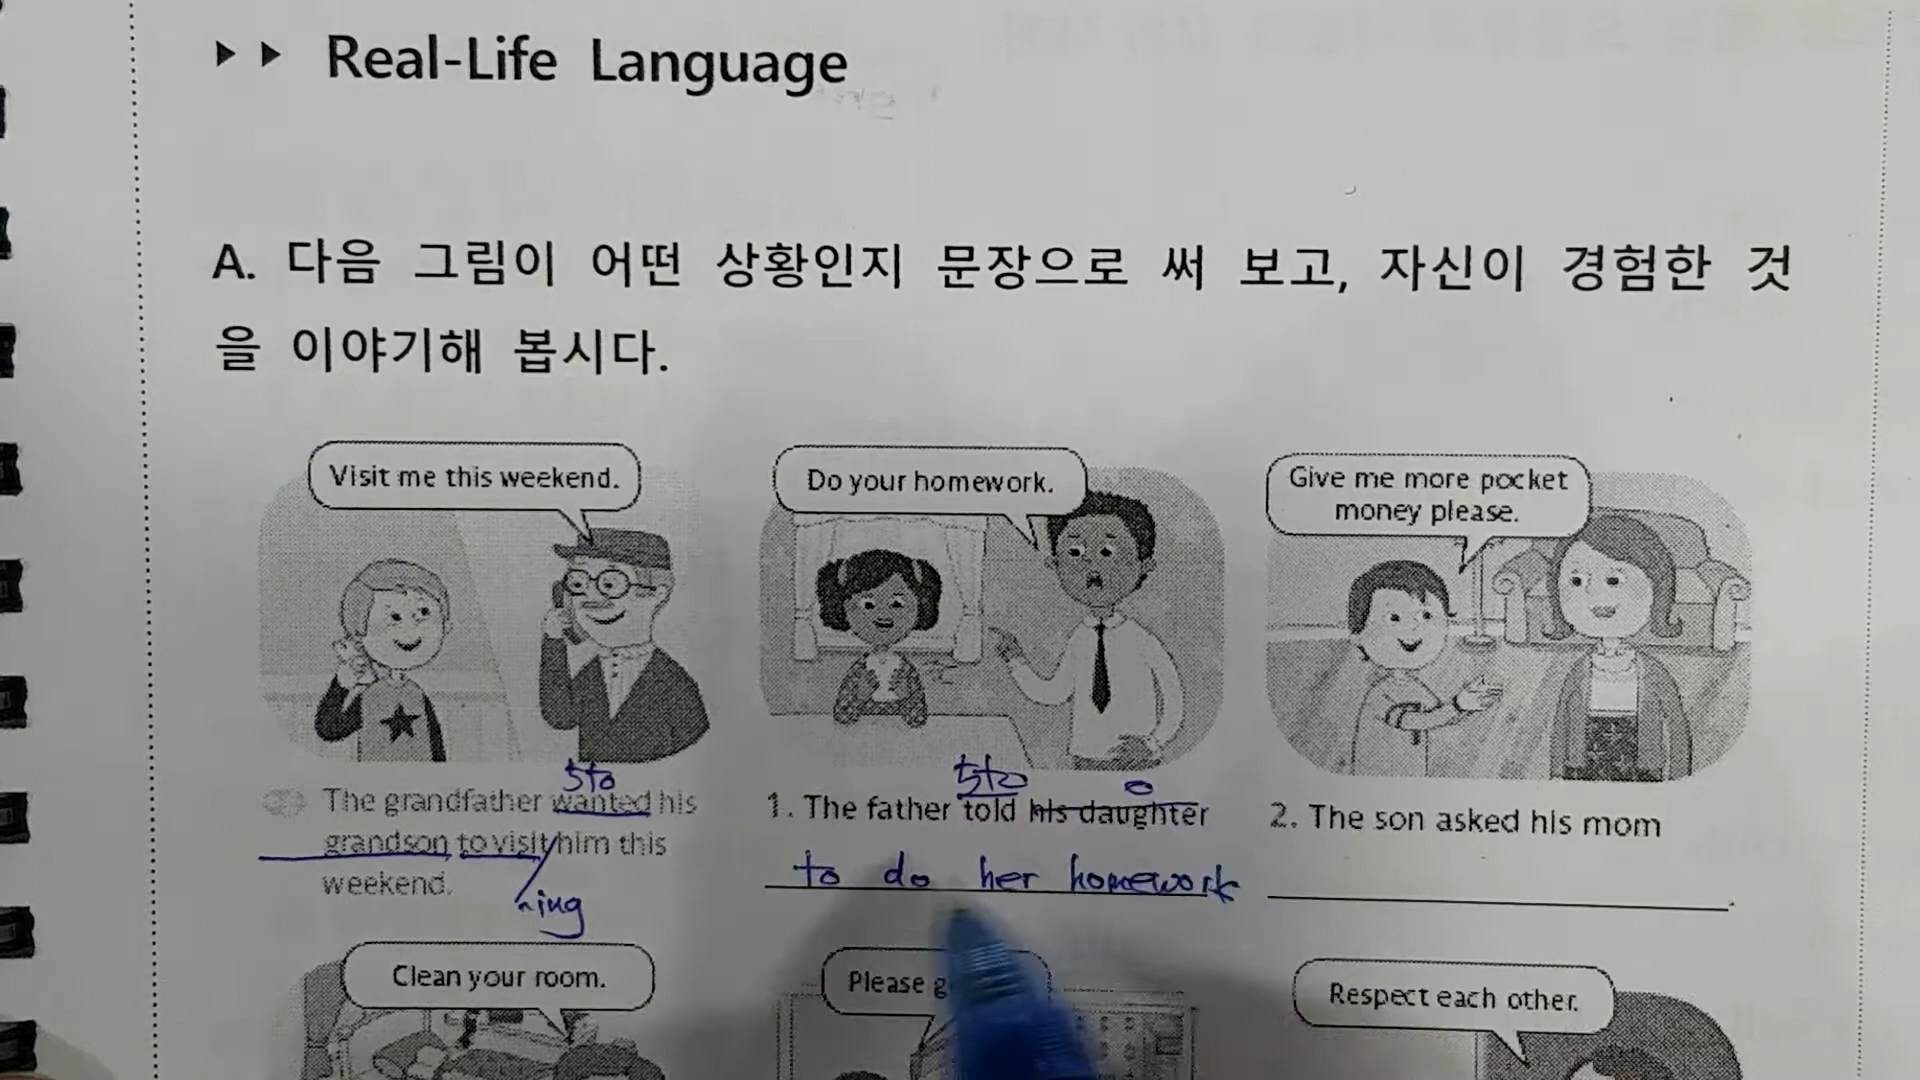 ▶ ▶ Real-Life Language
A. 다음 그림이 어떤 상황인지 문장으로 써 보고, 자신이 경험한 것
을 이야기해 봅시다.
Visit me this weekend.
Do your homework.
Give me more pocket
money please.
5to
The grandfather wanted his
grandson to visit him this
weekend.
ing
5to o
1. The father told his daughter
to do her homework
2. The son asked his mom
Clean your room.
Please
Respect each other.